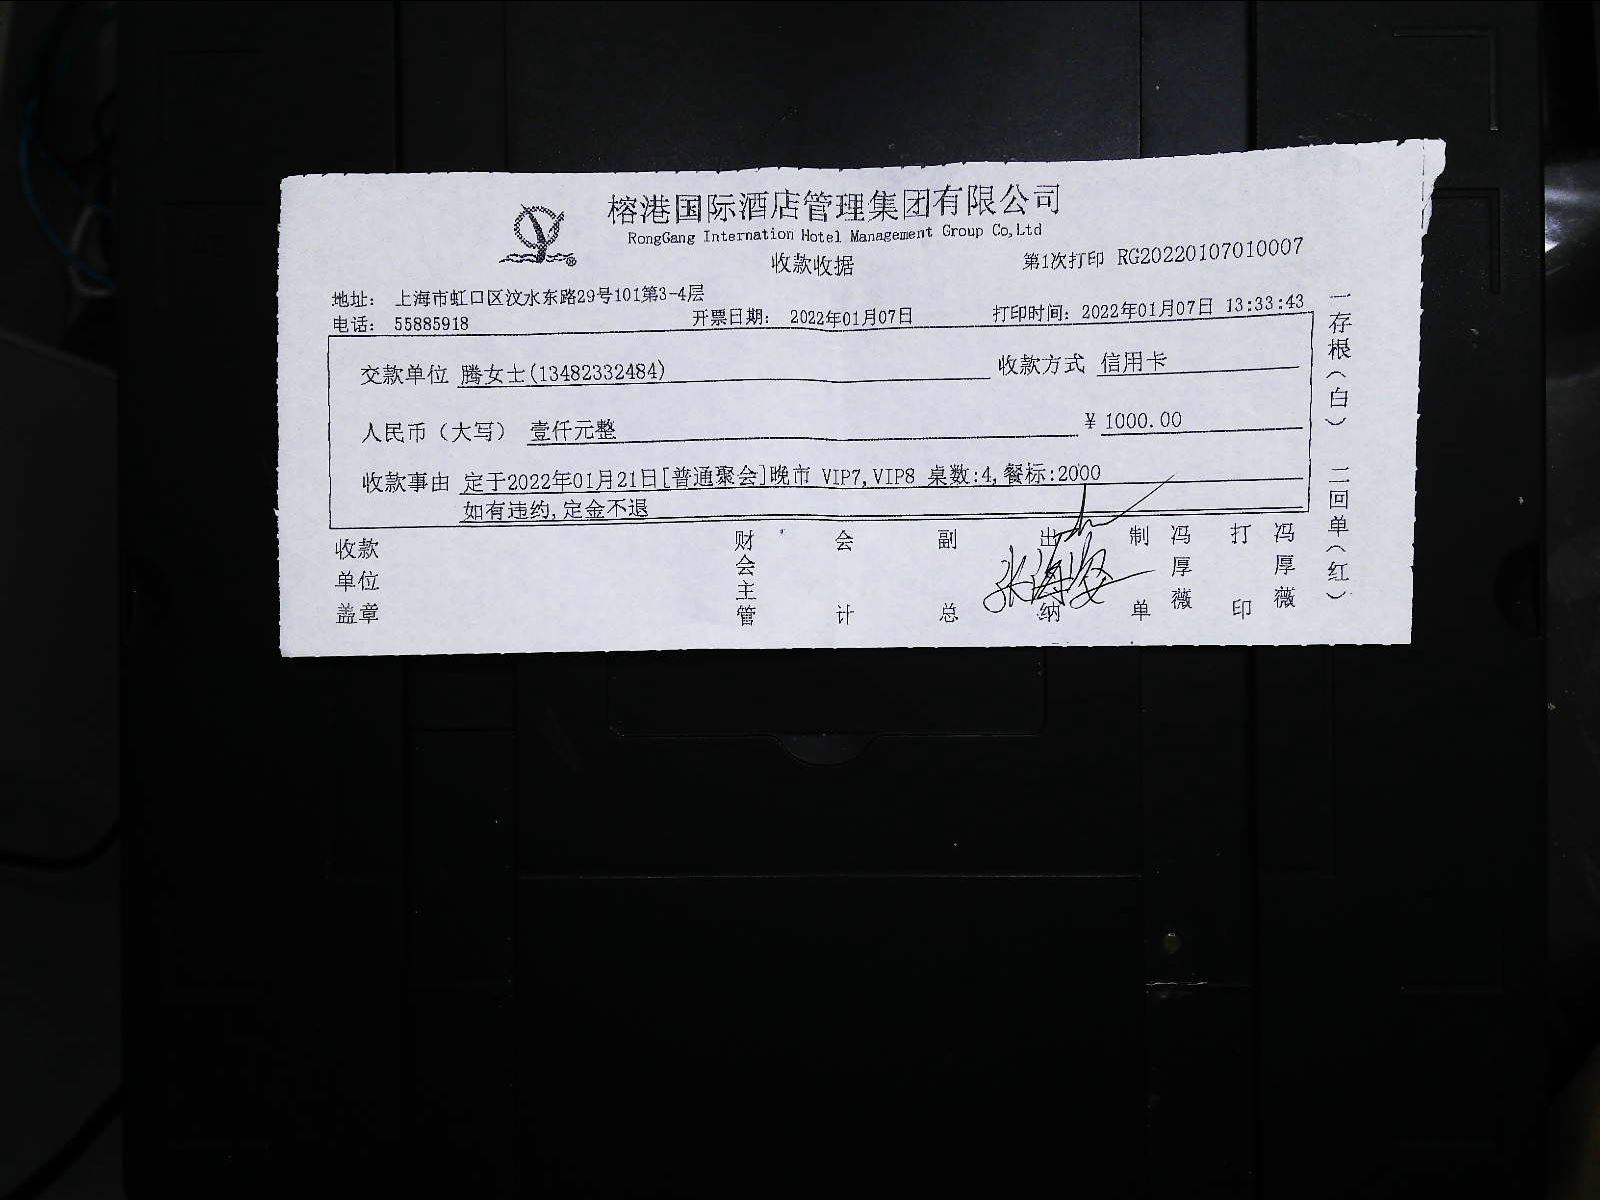 榕港国际酒店管理集团有限公司
RongGang Internation Hotel Management Group Co,Ltd
收款收据
第1次打印 RG20220107010007
地址： 上海市虹口区汶水东路29号101第3-4层
电话： 55885918
开票日期： 2022年01月07日
打印时间：2022年01月07日 13:33:43
交款单位 腾女士(13482332484)
收款方式 信用卡
人民币（大写） 壹仟元整
¥ 1000.00
收款事由 定于2022年01月21日[普通聚会]晚市 VIP7,VIP8 桌数:4,餐标:2000
如有违约,定金不退
收款单位盖章
财会主管
会计
副总
出纳
制单
冯厚薇
打印
冯厚薇
一存根（白） 二回单（红）